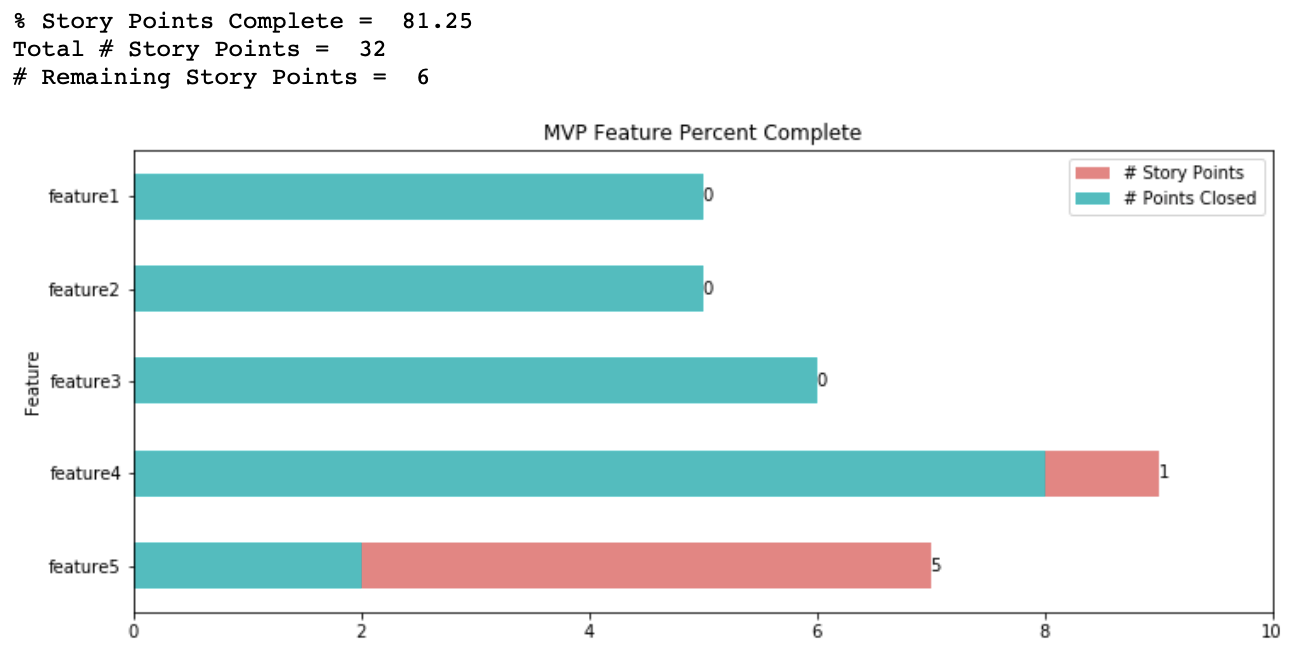 % Story Points Complete =  81.25
Total # Story Points =  32
# Remaining Story Points =  6
MVP Feature Percent Complete
# Story Points
# Points Closed
Feature
feature1
0
feature2
0
feature3
0
feature4
1
feature5
5
0 2 4 6 8 10